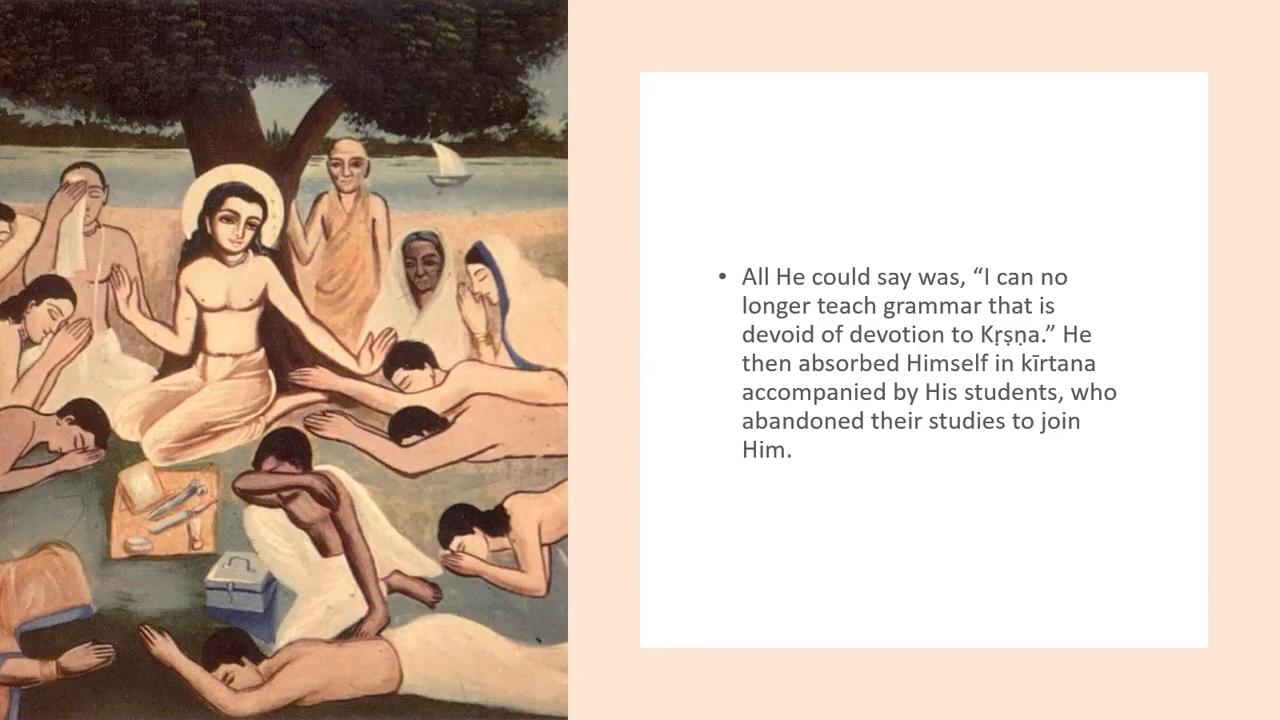 • All He could say was, “I can no
longer teach grammar that is
devoid of devotion to Kṛṣṇa.” He
then absorbed Himself in kīrtana
accompanied by His students, who
abandoned their studies to join
Him.